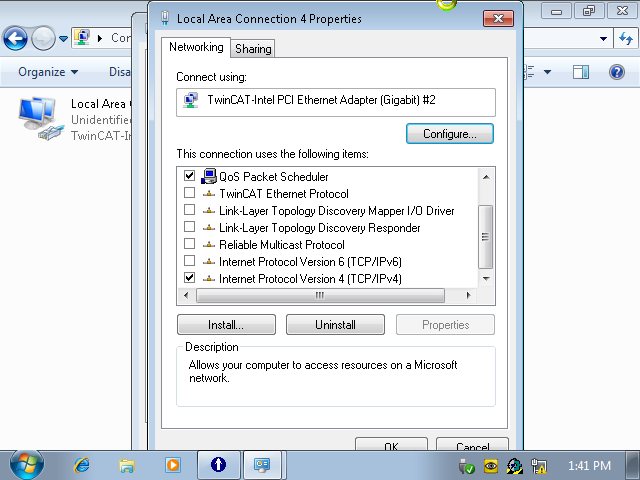 Local Area Connection 4 Properties
Con
Organize
Disa
Networking
Sharing
Connect using:
TwinCAT-Intel PCI Ethernet Adapter (Gigabit) #2
Local Area C
Unidentified
TwinCAT-In
Configure...
This connection uses the following items:
QoS Packet Scheduler
TwinCAT Ethernet Protocol
Link-Layer Topology Discovery Mapper I/O Driver
Link-Layer Topology Discovery Responder
Reliable Multicast Protocol
Internet Protocol Version 6 (TCP/IPv6)
Internet Protocol Version 4 (TCP/IPv4)
Install...
Uninstall
Properties
Description
Allows your computer to access resources on a Microsoft
network.
OK
Cancel
1:41 PM